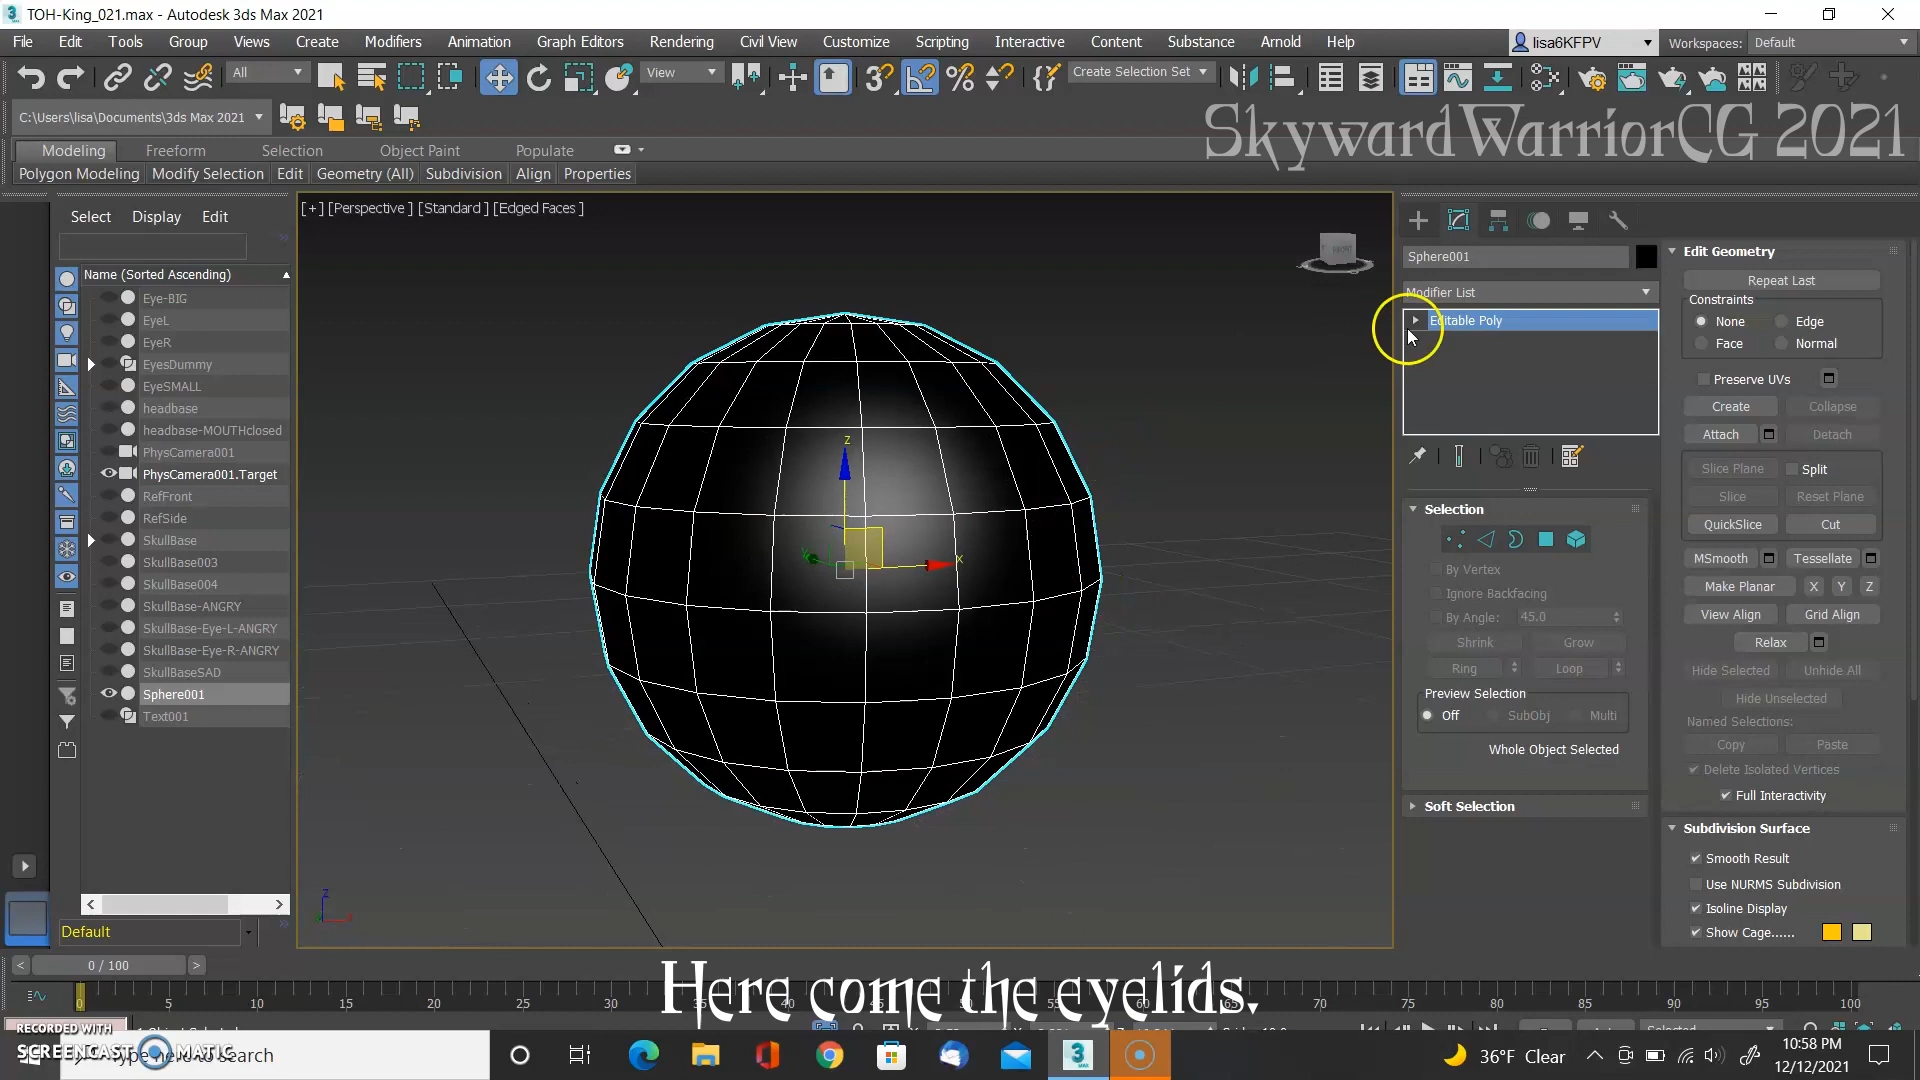 TOH-King_021.max - Autodesk 3ds Max 2021
File Edit Tools Group Views Create Modifiers Animation Graph Editors Rendering Civil View Customize Scripting Interactive Content Substance Arnold Help
lisa6KFPV Workspaces: Default
All View Create Selection Set
C:\Users\lisa\Documents\3ds Max 2021
SkywardWarriorCG 2021
Modeling Freeform Selection Object Paint Populate
Polygon Modeling Modify Selection Edit Geometry (All) Subdivision Align Properties
Select Display Edit
Name (Sorted Ascending)
Eye-BIG
EyeL
EyeR
EyesDummy
EyeSMALL
headbase
headbase-MOUTHclosed
PhysCamera001
PhysCamera001.Target
RefFront
RefSide
SkullBase
SkullBase003
SkullBase004
SkullBase-ANGRY
SkullBase-Eye-L-ANGRY
SkullBase-Eye-R-ANGRY
SkullBaseSAD
Sphere001
Text001
Default
[+] [Perspective] [Standard] [Edged Faces]
FRONT
z
x
y
z
Sphere001
Modifier List
Editable Poly
Selection
By Vertex
Ignore Backfacing
By Angle: 45.0
Shrink Grow
Ring Loop
Preview Selection
Off SubObj Multi
Whole Object Selected
Soft Selection
Edit Geometry
Repeat Last
Constraints
None Edge
Face Normal
Preserve UVs
Create Collapse
Attach Detach
Slice Plane Split
Slice Reset Plane
QuickSlice Cut
MSmooth Tessellate
Make Planar X Y Z
View Align Grid Align
Relax
Hide Selected Unhide All
Hide Unselected
Named Selections:
Copy Paste
Delete Isolated Vertices
Full Interactivity
Subdivision Surface
Smooth Result
Use NURMS Subdivision
Isoline Display
Show Cage......
0 / 100
0 5 10 15 20 25 30 35 70 75 80 85 90 95 100
Here come the eyelids.
RECORDED WITH
SCREENCAST MATIC
Type here to search
36°F Clear
10:58 PM
12/12/2021